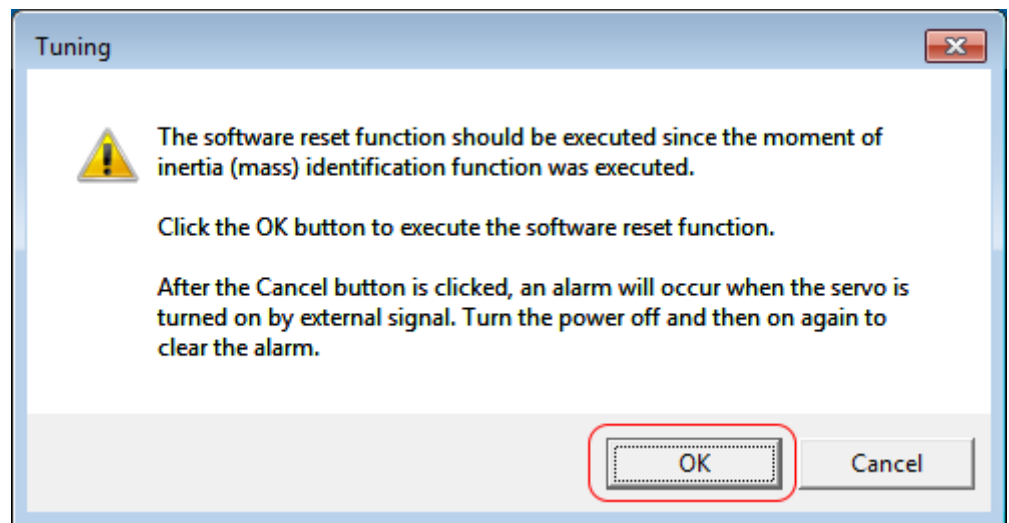 Tuning
The software reset function should be executed since the moment of
inertia (mass) identification function was executed.
Click the OK button to execute the software reset function.
After the Cancel button is clicked, an alarm will occur when the servo is
turned on by external signal. Turn the power off and then on again to
clear the alarm.
OK
Cancel